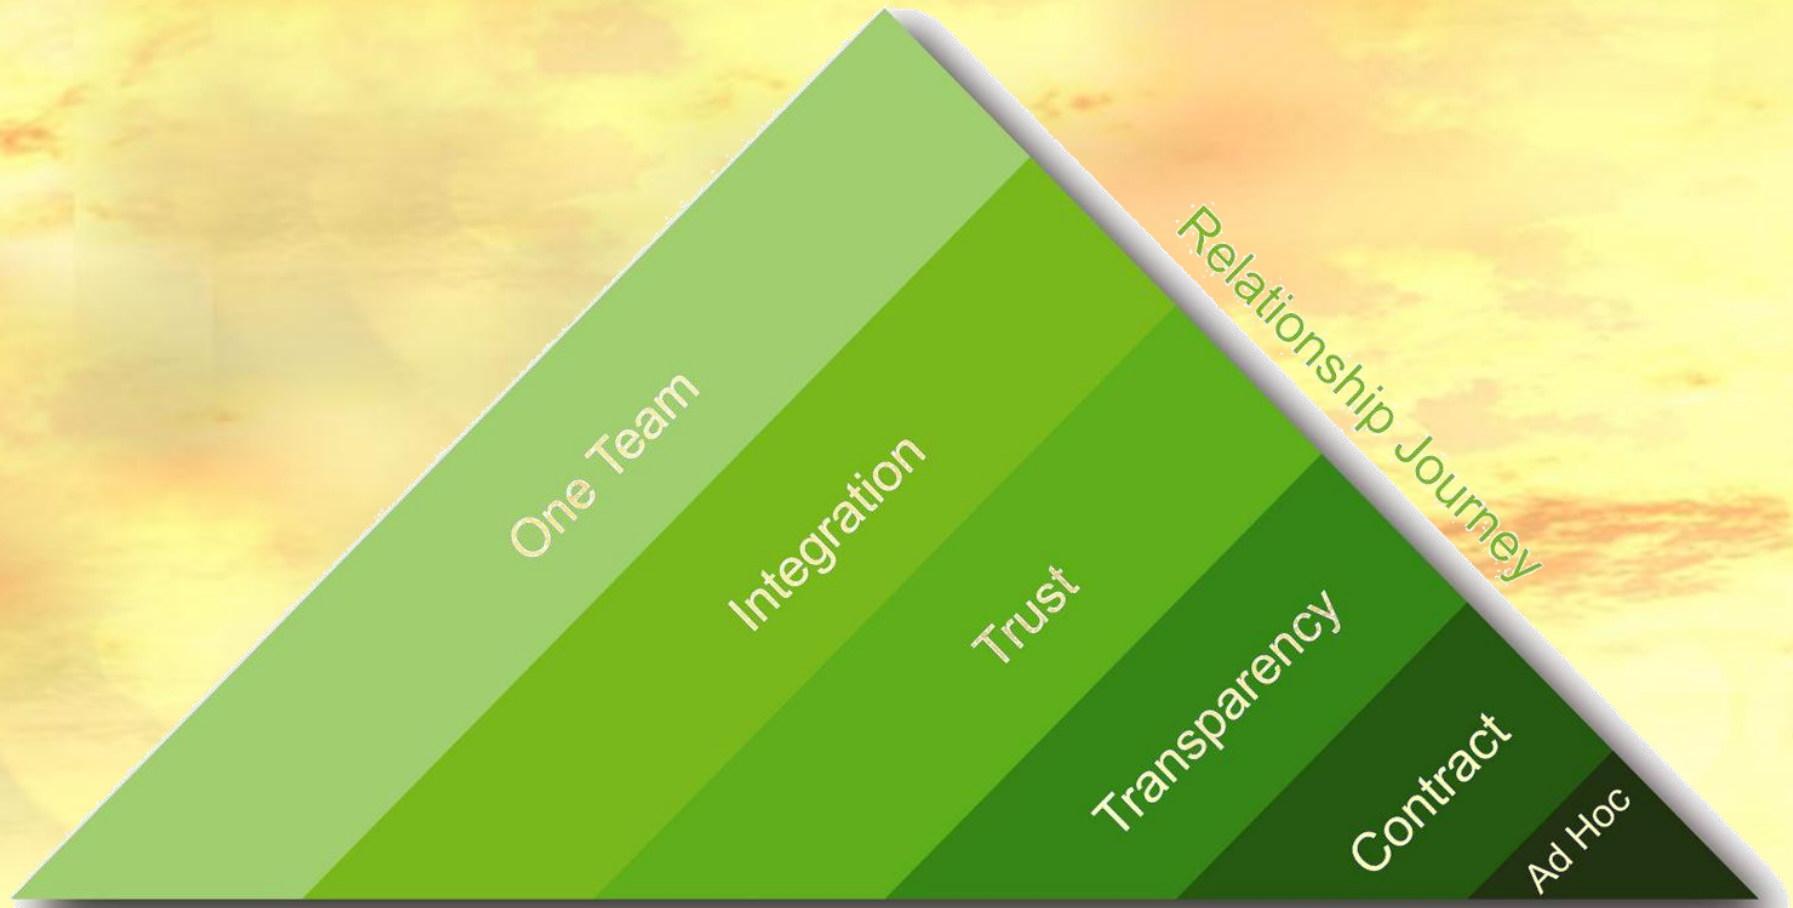 Relationship Journey
One Team
Integration
Trust
Transparency
Contract
Ad Hoc